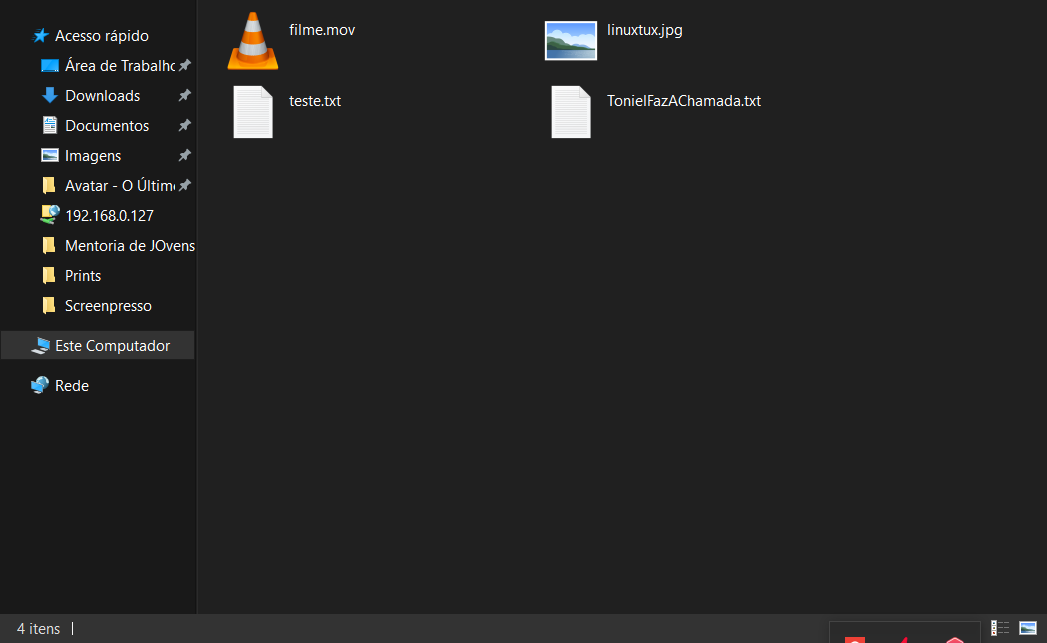 Acesso rápido
Área de Trabalho
Downloads
Documentos
Imagens
Avatar - O Último
192.168.0.127
Mentoria de JOvens
Prints
Screenpresso
Este Computador
Rede
filme.mov
linuxtux.jpg
teste.txt
TonielFazAChamada.txt
4 itens